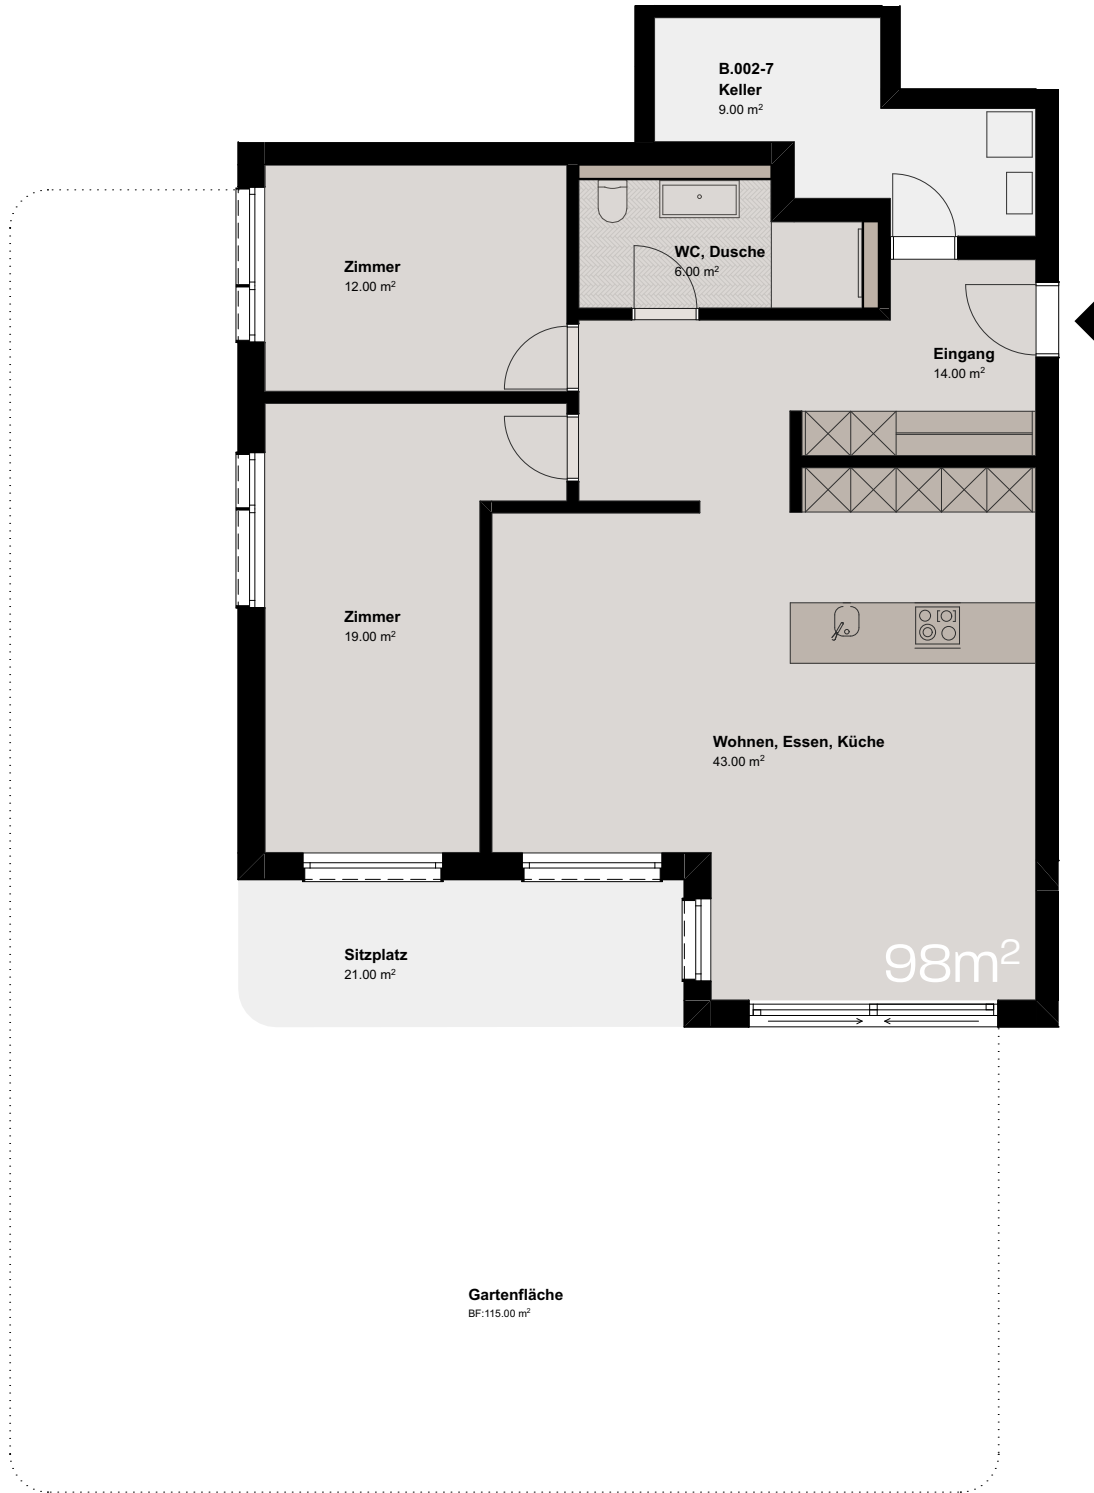 B.002-7
Keller
9.00 m²
Zimmer
12.00 m²
WC, Dusche
6.00 m²
Eingang
14.00 m²
Zimmer
19.00 m²
Wohnen, Essen, Küche
43.00 m²
Sitzplatz
21.00 m²
98m²
Gartenfläche
BF:115.00 m²